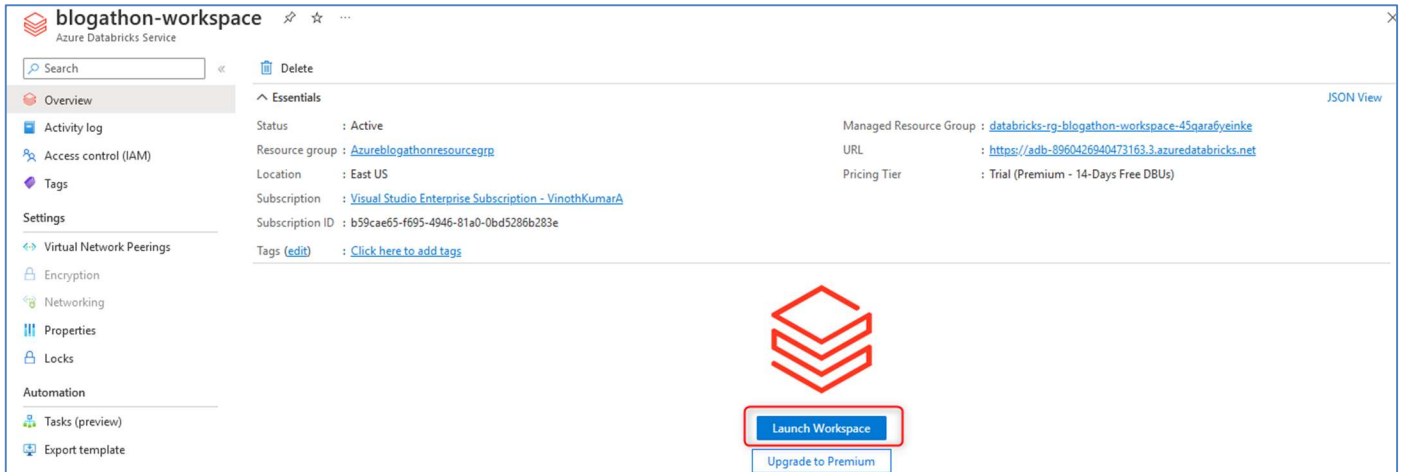 blogathon-workspace
Azure Databricks Service
Search
Overview
Activity log
Access control (IAM)
Tags
Settings
Virtual Network Peerings
Encryption
Networking
Properties
Locks
Automation
Tasks (preview)
Export template
Delete
Essentials
JSON View
Status : Active
Resource group : Azureblogathonresourcegrp
Location : East US
Subscription : Visual Studio Enterprise Subscription - VinothKumarA
Subscription ID : b59cae65-f695-4946-81a0-0bd5286b283e
Tags (edit) : Click here to add tags
Managed Resource Group : databricks-rg-blogathon-workspace-45qara6yeinke
URL : https://adb-8960426940473163.3.azuredatabricks.net
Pricing Tier : Trial (Premium - 14-Days Free DBUs)
Launch Workspace
Upgrade to Premium